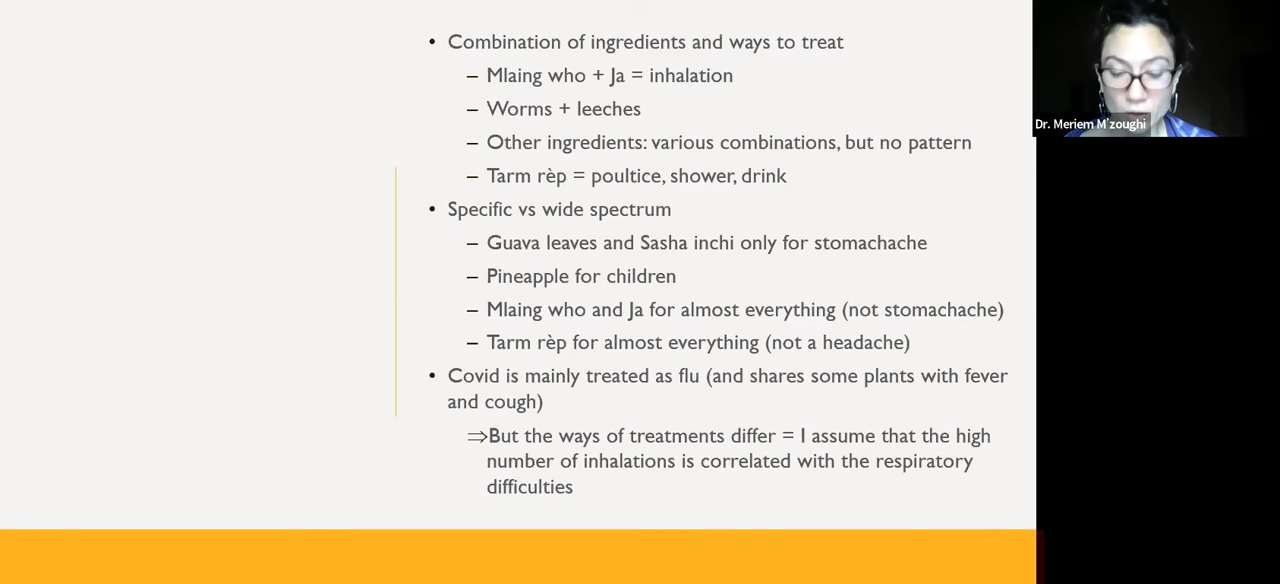 • Combination of ingredients and ways to treat
– Mlaing who + Ja = inhalation
– Worms + leeches
– Other ingredients: various combinations, but no pattern
– Tarm rèp = poultice, shower, drink
• Specific vs wide spectrum
– Guava leaves and Sasha inchi only for stomachache
– Pineapple for children
– Mlaing who and Ja for almost everything (not stomachache)
– Tarm rèp for almost everything (not a headache)
• Covid is mainly treated as flu (and shares some plants with fever
and cough)
⇒But the ways of treatments differ = I assume that the high
number of inhalations is correlated with the respiratory
difficulties
Dr. Meriem M'zoughi